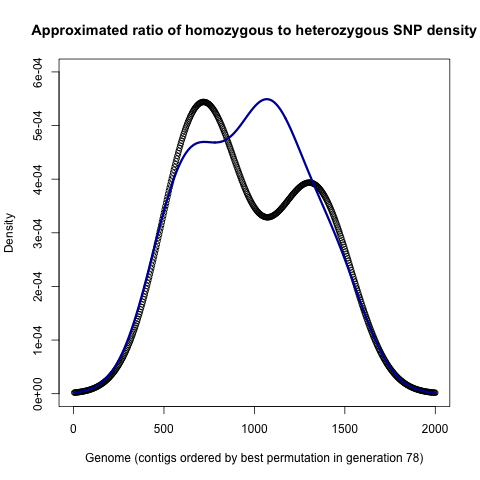 Approximated ratio of homozygous to heterozygous SNP density
6e-04
5e-04
4e-04
3e-04
2e-04
1e-04
0e+00
Density
0 500 1000 1500 2000
Genome (contigs ordered by best permutation in generation 78)